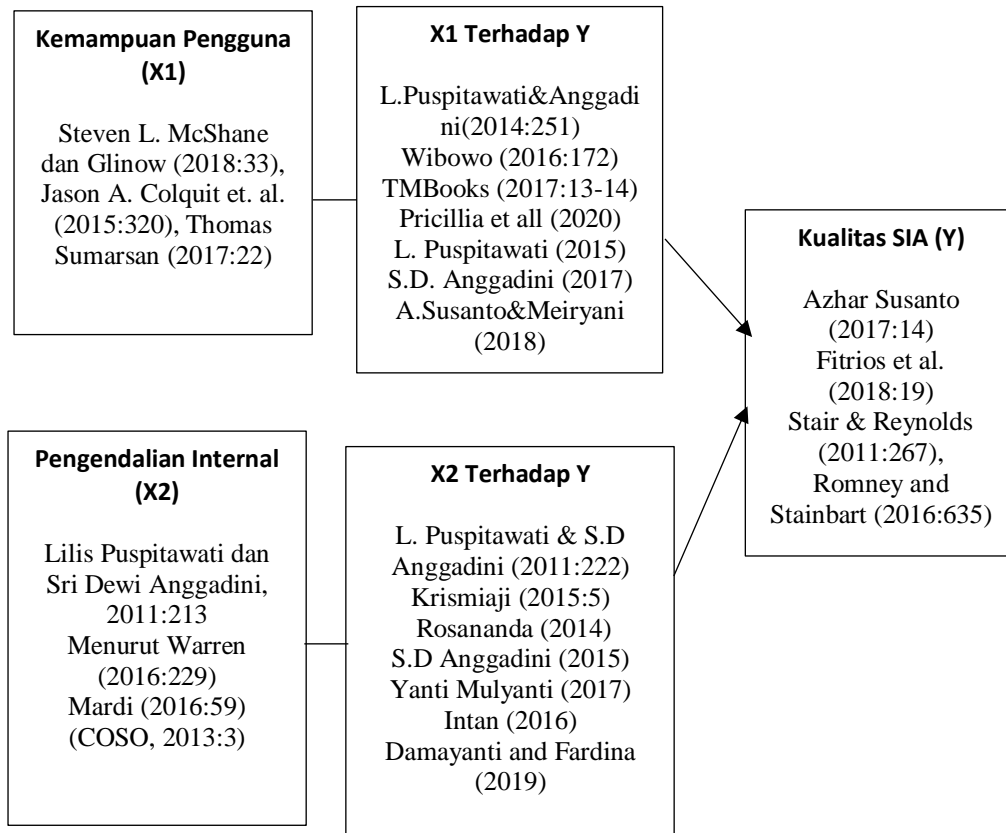 Kemampuan Pengguna
(X1)
Steven L. McShane
dan Glinow (2018:33),
Jason A. Colquit et. al.
(2015:320), Thomas
Sumarsan (2017:22)
X1 Terhadap Y
L.Puspitawati&Anggadi
ni(2014:251)
Wibowo (2016:172)
TMBooks (2017:13-14)
Pricillia et all (2020)
L. Puspitawati (2015)
S.D. Anggadini (2017)
A.Susanto&Meiryani
(2018)
Kualitas SIA (Y)
Azhar Susanto
(2017:14)
Fitrios et al.
(2018:19)
Stair & Reynolds
(2011:267),
Romney and
Stainbart (2016:635)
Pengendalian Internal
(X2)
Lilis Puspitawati dan
Sri Dewi Anggadini,
2011:213
Menurut Warren
(2016:229)
Mardi (2016:59)
(COSO, 2013:3)
X2 Terhadap Y
L. Puspitawati & S.D
Anggadini (2011:222)
Krismiaji (2015:5)
Rosananda (2014)
S.D Anggadini (2015)
Yanti Mulyanti (2017)
Intan (2016)
Damayanti and Fardina
(2019)